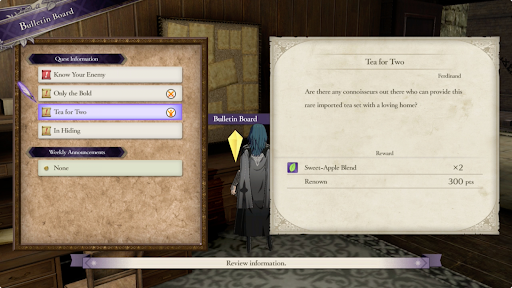 Bulletin Board
Quest Information
Know Your Enemy
Only the Bold
Tea for Two
In Hiding
Weekly Announcements
None
Bulletin Board
Tea for Two
Ferdinand
Are there any connoisseurs out there who can provide this
rare imported tea set with a loving home?
Reward
Sweet-Apple Blend ×2
Renown 300 pts
Review information.